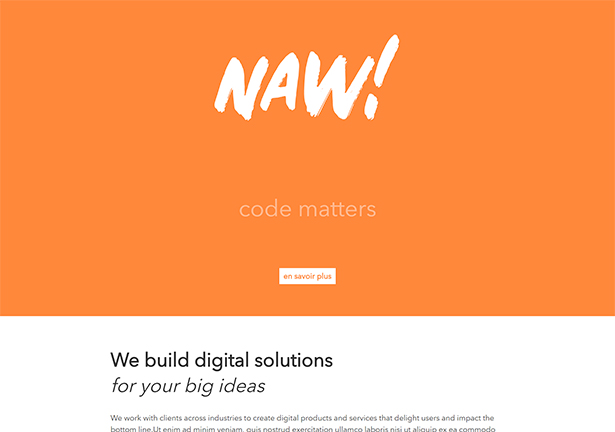 NAW!
code matters
en savoir plus
We build digital solutions
for your big ideas
We work with clients across industries to create digital products and services that delight users and impact the
bottom line.Ut enim ad minim veniam, quis nostrud exercitation ullamco laboris nisi ut aliquip ex ea commodo